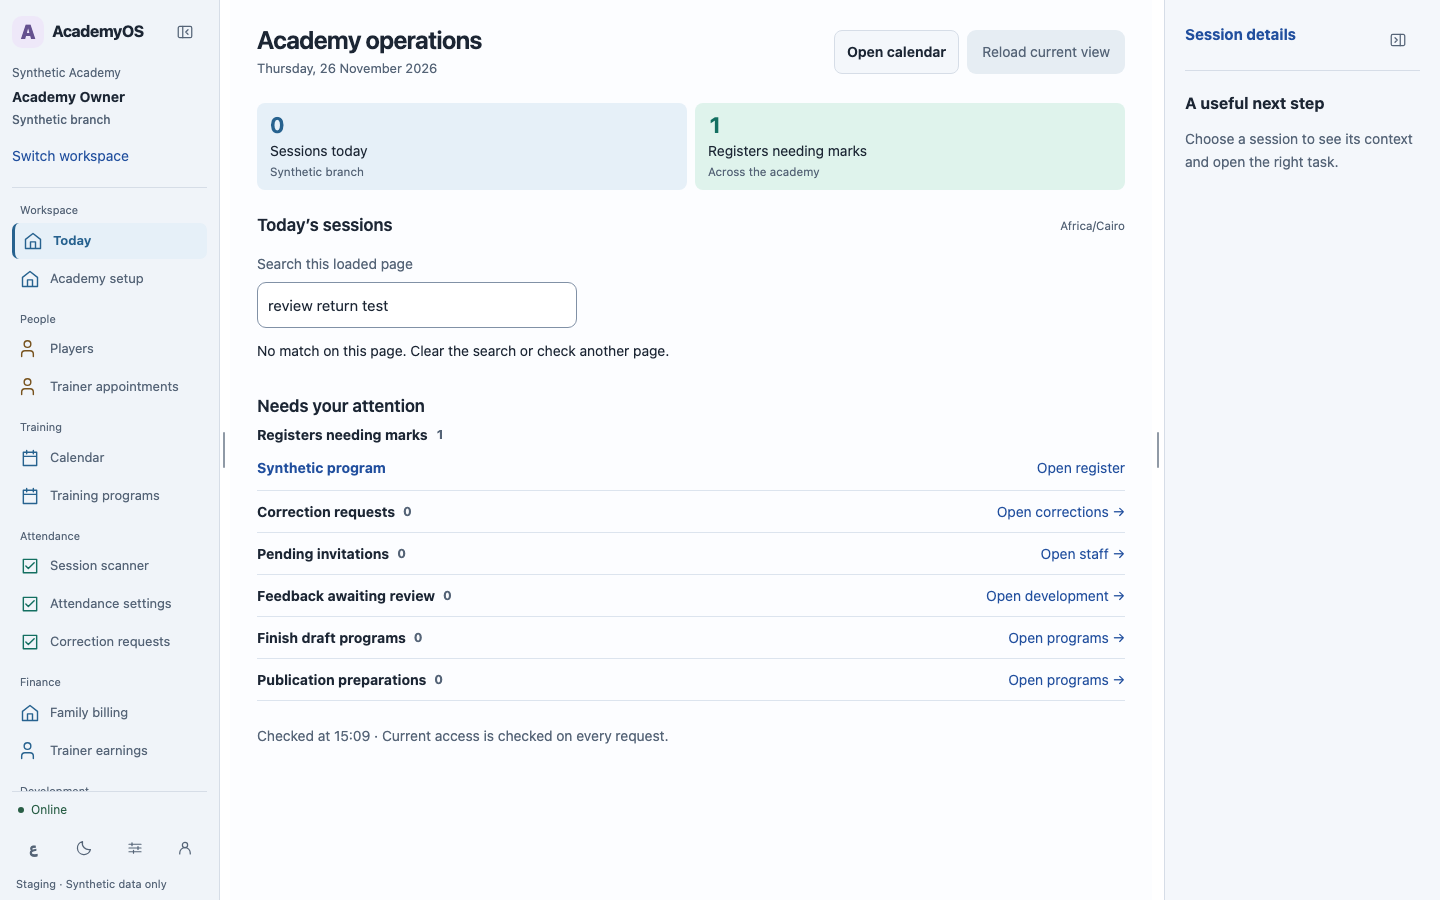 A AcademyOS
Synthetic Academy
Academy Owner
Synthetic branch
Switch workspace
Workspace
Today
Academy setup
People
Players
Trainer appointments
Training
Calendar
Training programs
Attendance
Session scanner
Attendance settings
Correction requests
Finance
Family billing
Trainer earnings
Development
Online
ع
Staging · Synthetic data only
Academy operations
Thursday, 26 November 2026
Open calendar
Reload current view
0
Sessions today
Synthetic branch
1
Registers needing marks
Across the academy
Today’s sessions
Africa/Cairo
Search this loaded page
review return test
No match on this page. Clear the search or check another page.
Needs your attention
Registers needing marks 1
Synthetic program Open register
Correction requests 0 Open corrections →
Pending invitations 0 Open staff →
Feedback awaiting review 0 Open development →
Finish draft programs 0 Open programs →
Publication preparations 0 Open programs →
Checked at 15:09 · Current access is checked on every request.
Session details
A useful next step
Choose a session to see its context
and open the right task.